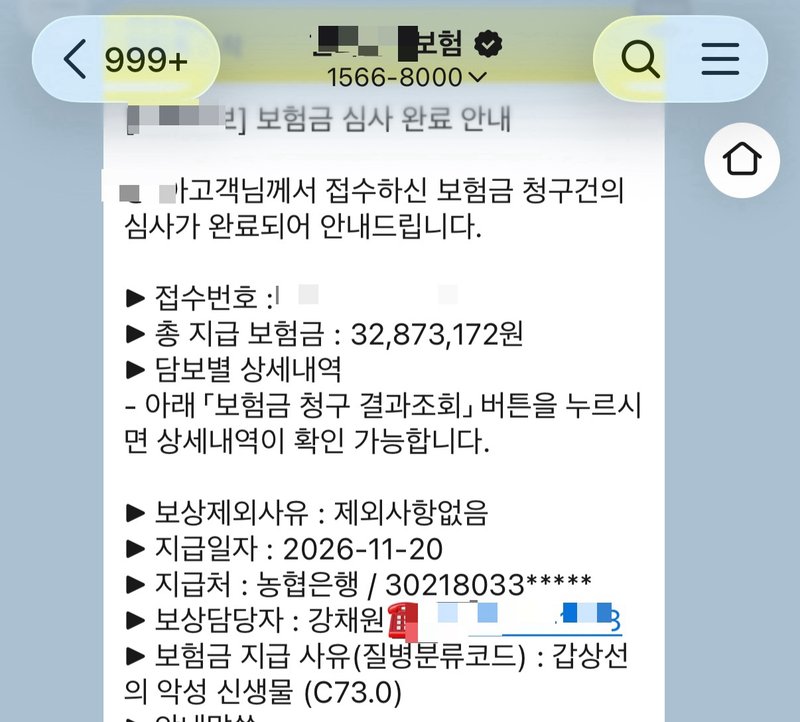 999+
보험
1566-8000
보험금 심사 완료 안내
고객님께서 접수하신 보험금 청구건의
심사가 완료되어 안내드립니다.
▶ 접수번호 :
▶ 총 지급 보험금 : 32,873,172원
▶ 담보별 상세내역
- 아래 「보험금 청구 결과조회」 버튼을 누르시
면 상세내역이 확인 가능합니다.
▶ 보상제외사유 : 제외사항없음
▶ 지급일자 : 2026-11-20
▶ 지급처 : 농협은행 / 30218033*****
▶ 보상담당자 : 강채원
▶ 보험금 지급 사유(질병분류코드) : 갑상선
의 악성 신생물 (C73.0)